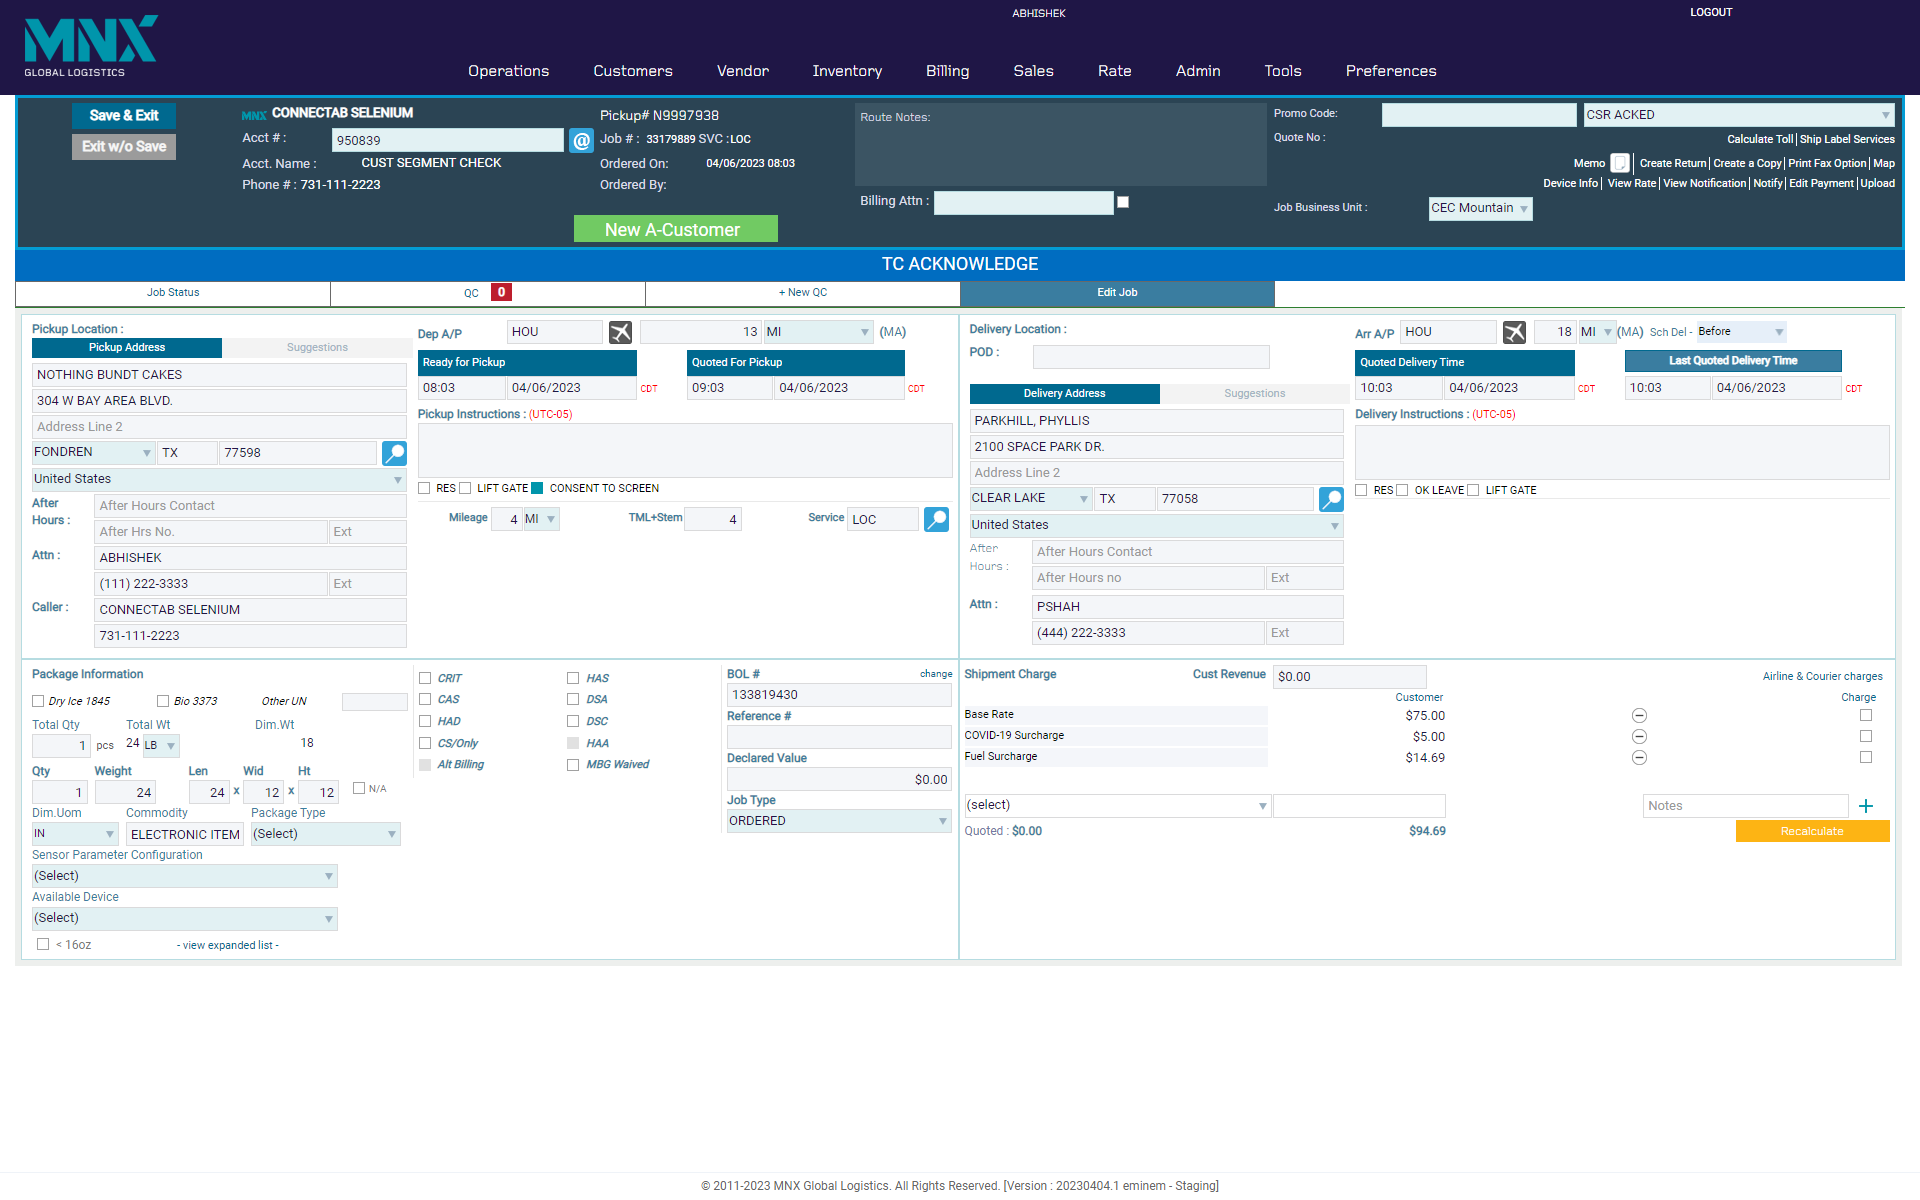 ABHISHEK
LOGOUT
MNX
GLOBAL LOGISTICS
Operations Customers Vendor Inventory Billing Sales Rate Admin Tools Preferences
Save & Exit
Exit w/o Save
MNX CONNECTAB SELENIUM
Acct # : 950839 @
Acct. Name : CUST SEGMENT CHECK
Phone # : 731-111-2223
Pickup# N9997938
Job # : 33179889 SVC :LOC
Ordered On: 04/06/2023 08:03
Ordered By:
New A-Customer
Route Notes:
Billing Attn :
Promo Code:
CSR ACKED
Quote No :
Calculate Toll Ship Label Services
Memo Create Return Create a Copy Print Fax Option Map
Device Info View Rate View Notification Notify Edit Payment Upload
Job Business Unit : CEC Mountain
TC ACKNOWLEDGE
Job Status QC 0 + New QC Edit Job
Pickup Location :
Pickup Address Suggestions
NOTHING BUNDT CAKES
304 W BAY AREA BLVD.
Address Line 2
FONDREN TX 77598
United States
After Hours : After Hours Contact
After Hrs No. Ext
Attn : ABHISHEK
(111) 222-3333 Ext
Caller : CONNECTAB SELENIUM
731-111-2223
Dep A/P HOU 13 MI (MA)
Ready for Pickup Quoted For Pickup
08:03 04/06/2023 CDT 09:03 04/06/2023 CDT
Pickup Instructions : (UTC-05)
RES LIFT GATE CONSENT TO SCREEN
Mileage 4 MI TML+Stem 4 Service LOC
Delivery Location :
POD :
Delivery Address Suggestions
PARKHILL, PHYLLIS
2100 SPACE PARK DR.
Address Line 2
CLEAR LAKE TX 77058
United States
After Hours : After Hours Contact
After Hours no Ext
Attn : PSHAH
(444) 222-3333 Ext
Arr A/P HOU 18 MI (MA) Sch Del - Before
Quoted Delivery Time Last Quoted Delivery Time
10:03 04/06/2023 CDT 10:03 04/06/2023 CDT
Delivery Instructions : (UTC-05)
RES OK LEAVE LIFT GATE
Package Information
Dry Ice 1845 Bio 3373 Other UN
Total Qty Total Wt Dim.Wt
1 pcs 24 LB 18
Qty Weight Len Wid Ht
1 24 24 x 12 x 12 N/A
Dim.Uom Commodity Package Type
IN ELECTRONIC ITEM (Select)
Sensor Parameter Configuration
(Select)
Available Device
(Select)
< 16oz - view expanded list -
CRIT HAS
CAS DSA
HAD DSC
CS/Only HAA
Alt Billing MBG Waived
BOL # change
133819430
Reference #
Declared Value
$0.00
Job Type
ORDERED
Shipment Charge Cust Revenue $0.00 Airline & Courier charges
Customer Charge
Base Rate $75.00
COVID-19 Surcharge $5.00
Fuel Surcharge $14.69
(select) Notes +
Quoted : $0.00 $94.69 Recalculate
© 2011-2023 MNX Global Logistics. All Rights Reserved. [Version : 20230404.1 eminem - Staging]